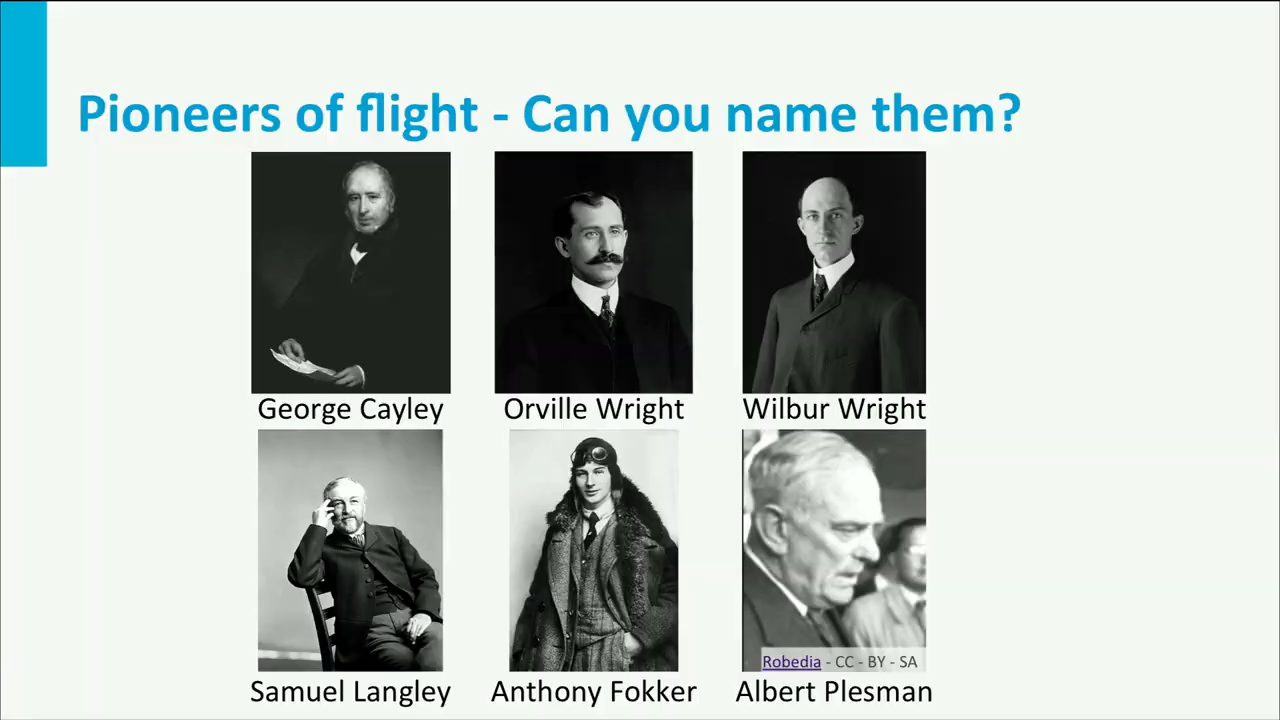 Pioneers of flight - Can you name them?
George Cayley
Orville Wright
Wilbur Wright
Robedia - CC - BY - SA
Samuel Langley
Anthony Fokker
Albert Plesman